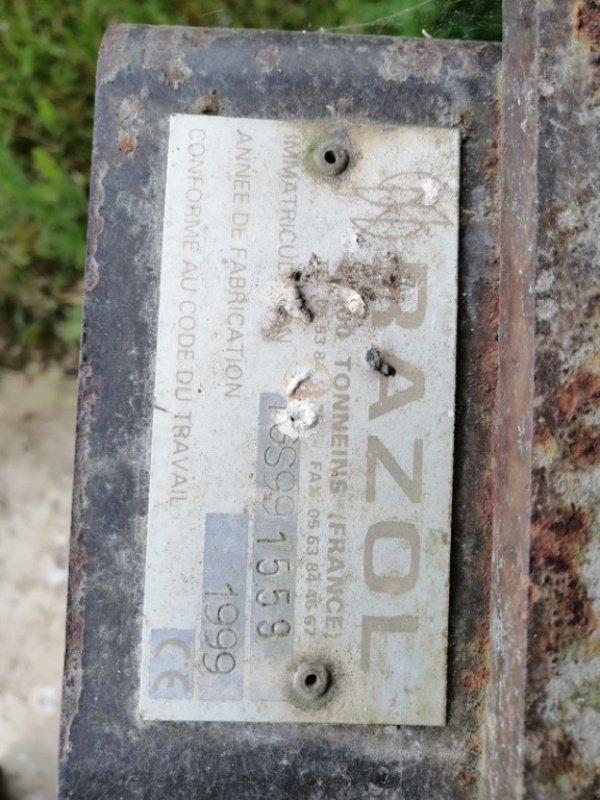 BAZOL
TONNEINS (FRANCE)
FAX 05 53 84 46 67
IMMATRICULATION 1559
ANNEE DE FABRICATION 1999
CONFORME AU CODE DU TRAVAIL CE